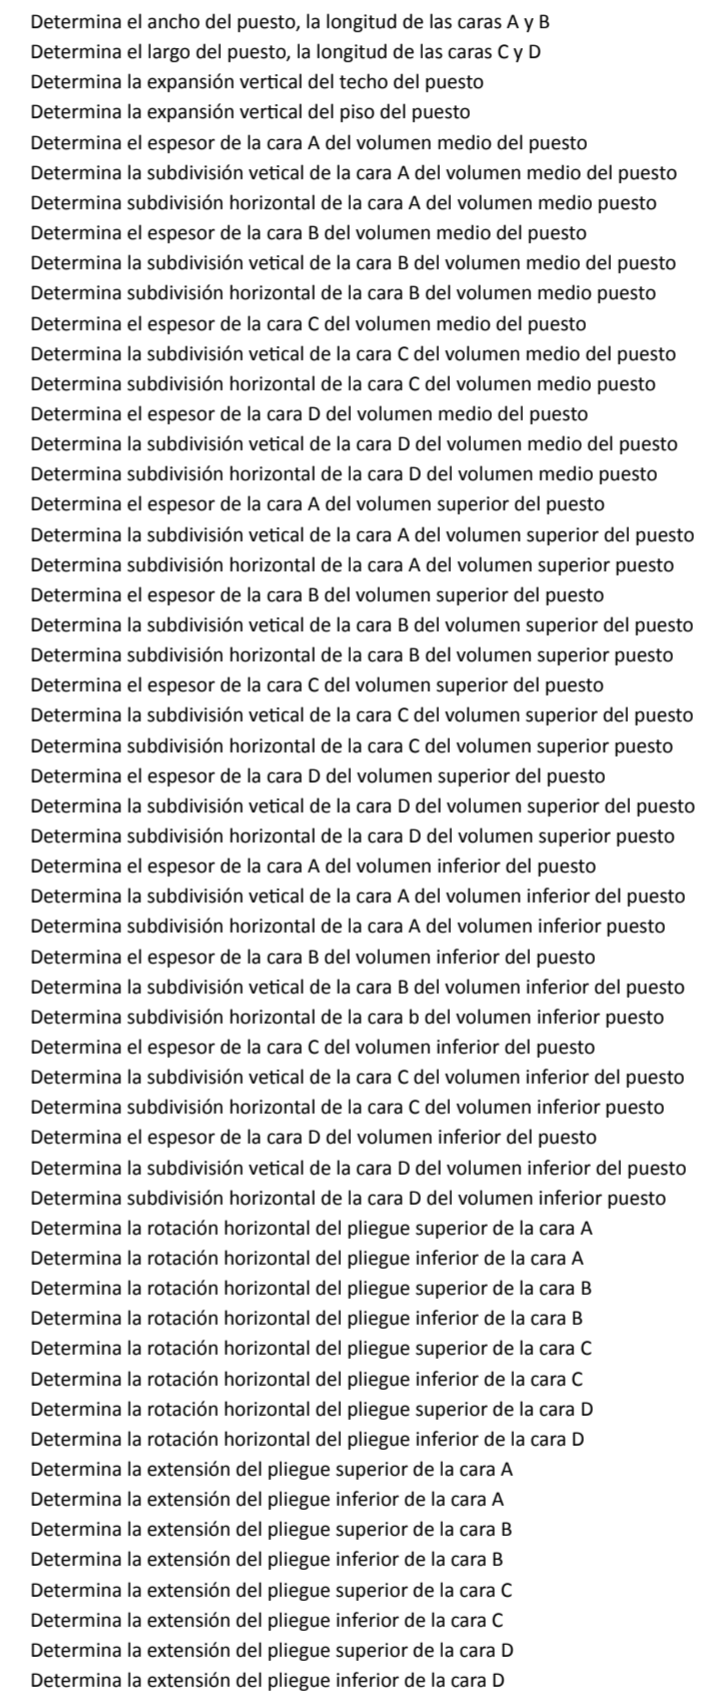 Determina el ancho del puesto, la longitud de las caras A y B
Determina el largo del puesto, la longitud de las caras C y D
Determina la expansión vertical del techo del puesto
Determina la expansión vertical del piso del puesto
Determina el espesor de la cara A del volumen medio del puesto
Determina la subdivisión vetical de la cara A del volumen medio del puesto
Determina subdivisión horizontal de la cara A del volumen medio puesto
Determina el espesor de la cara B del volumen medio del puesto
Determina la subdivisión vetical de la cara B del volumen medio del puesto
Determina subdivisión horizontal de la cara B del volumen medio puesto
Determina el espesor de la cara C del volumen medio del puesto
Determina la subdivisión vetical de la cara C del volumen medio del puesto
Determina subdivisión horizontal de la cara C del volumen medio puesto
Determina el espesor de la cara D del volumen medio del puesto
Determina la subdivisión vetical de la cara D del volumen medio del puesto
Determina subdivisión horizontal de la cara D del volumen medio puesto
Determina el espesor de la cara A del volumen superior del puesto
Determina la subdivisión vetical de la cara A del volumen superior del puesto
Determina subdivisión horizontal de la cara A del volumen superior puesto
Determina el espesor de la cara B del volumen superior del puesto
Determina la subdivisión vetical de la cara B del volumen superior del puesto
Determina subdivisión horizontal de la cara B del volumen superior puesto
Determina el espesor de la cara C del volumen superior del puesto
Determina la subdivisión vetical de la cara C del volumen superior del puesto
Determina subdivisión horizontal de la cara C del volumen superior puesto
Determina el espesor de la cara D del volumen superior del puesto
Determina la subdivisión vetical de la cara D del volumen superior del puesto
Determina subdivisión horizontal de la cara D del volumen superior puesto
Determina el espesor de la cara A del volumen inferior del puesto
Determina la subdivisión vetical de la cara A del volumen inferior del puesto
Determina subdivisión horizontal de la cara A del volumen inferior puesto
Determina el espesor de la cara B del volumen inferior del puesto
Determina la subdivisión vetical de la cara B del volumen inferior del puesto
Determina subdivisión horizontal de la cara b del volumen inferior puesto
Determina el espesor de la cara C del volumen inferior del puesto
Determina la subdivisión vetical de la cara C del volumen inferior del puesto
Determina subdivisión horizontal de la cara C del volumen inferior puesto
Determina el espesor de la cara D del volumen inferior del puesto
Determina la subdivisión vetical de la cara D del volumen inferior del puesto
Determina subdivisión horizontal de la cara D del volumen inferior puesto
Determina la rotación horizontal del pliegue superior de la cara A
Determina la rotación horizontal del pliegue inferior de la cara A
Determina la rotación horizontal del pliegue superior de la cara B
Determina la rotación horizontal del pliegue inferior de la cara B
Determina la rotación horizontal del pliegue superior de la cara C
Determina la rotación horizontal del pliegue inferior de la cara C
Determina la rotación horizontal del pliegue superior de la cara D
Determina la rotación horizontal del pliegue inferior de la cara D
Determina la extensión del pliegue superior de la cara A
Determina la extensión del pliegue inferior de la cara A
Determina la extensión del pliegue superior de la cara B
Determina la extensión del pliegue inferior de la cara B
Determina la extensión del pliegue superior de la cara C
Determina la extensión del pliegue inferior de la cara C
Determina la extensión del pliegue superior de la cara D
Determina la extensión del pliegue inferior de la cara D